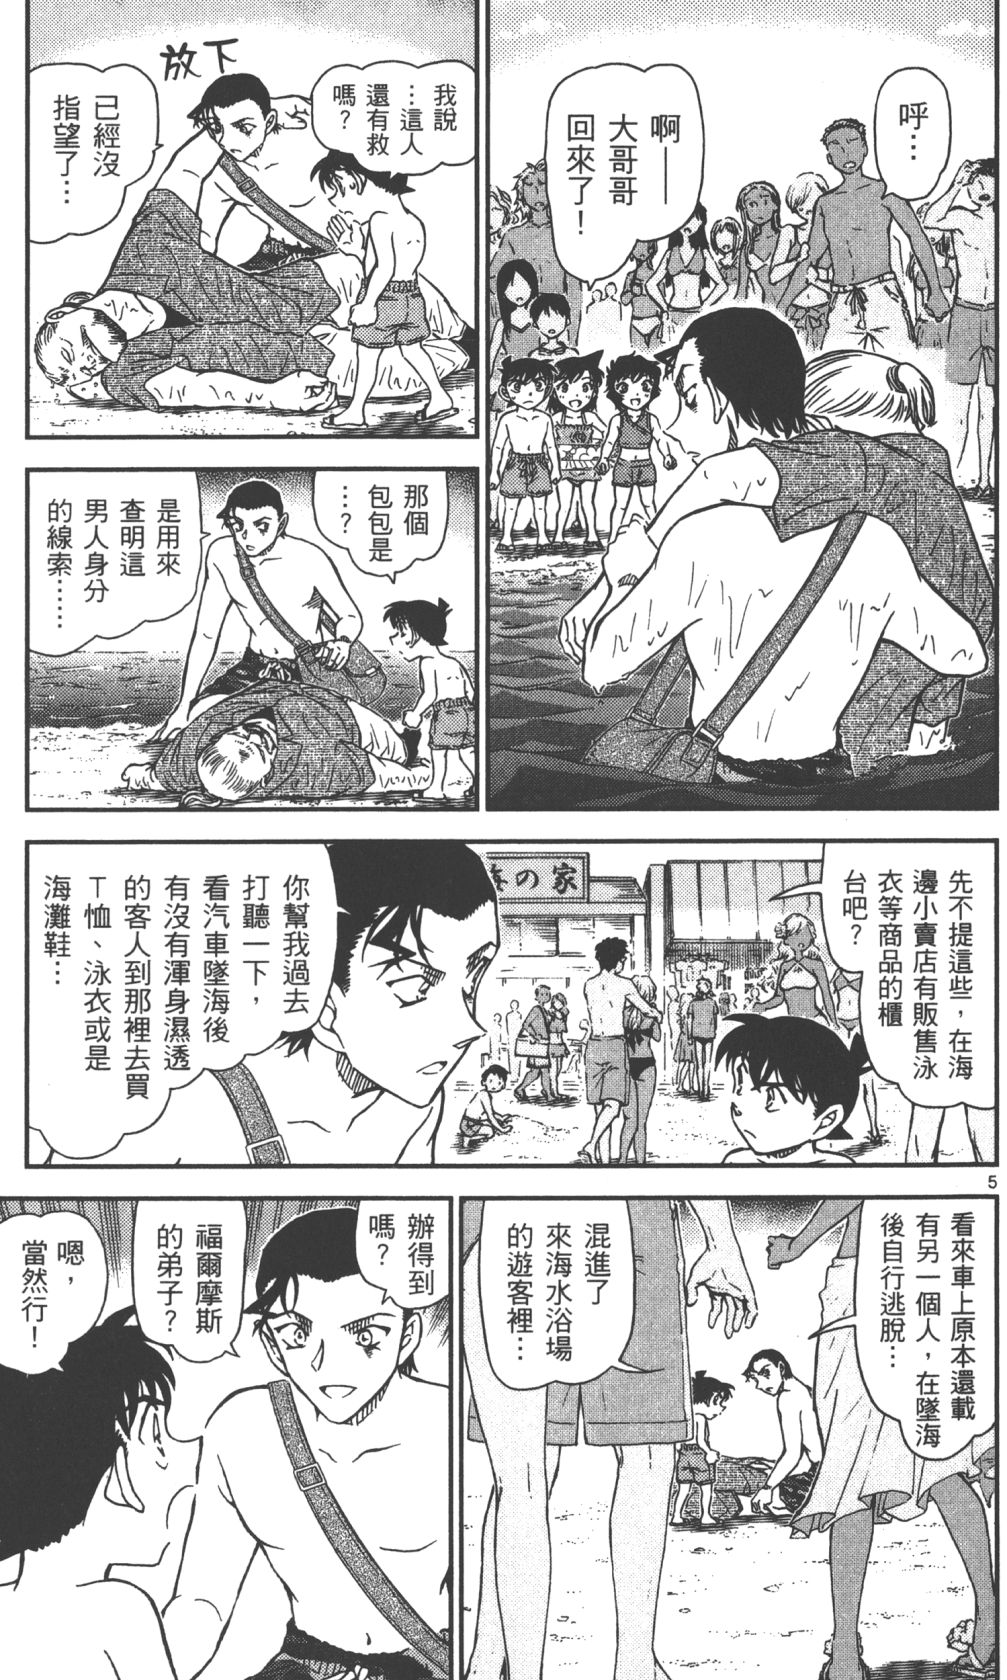 呼…
啊——
大哥哥
回來了！
放下
我說
…這人
還有救
嗎？
已經沒
指望了…
那個
包包是
…？
是用來
查明這
男人身分
的線索……
先不提這些，在海
邊小賣店有販售泳
衣等商品的櫃
台吧？
の家
你幫我過去
打聽一下，
看汽車墜海後
有沒有渾身濕透
的客人到那裡去買
T恤、泳衣或是
海灘鞋…
5
看來車上原本還載
有另一個人，在墜海
後自行逃脫…
混進了
來海水浴場
的遊客裡…
辦得到
嗎？
福爾摩斯
的弟子？
嗯，
當然行！